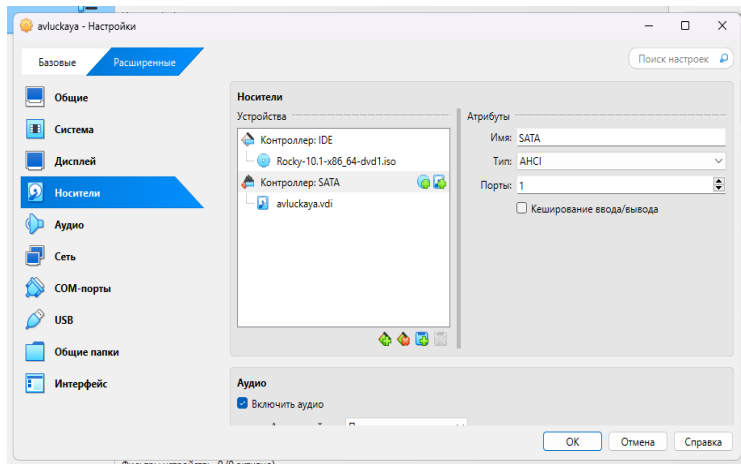 avluckaya - Настройки
Базовые Расширенные
Поиск настроек
Общие
Система
Дисплей
Носители
Аудио
Сеть
COM-порты
USB
Общие папки
Интерфейс
Носители
Устройства
Контроллер: IDE
Rocky-10.1-x86_64-dvd1.iso
Контроллер: SATA
avluckaya.vdi
Атрибуты
Имя: SATA
Тип: AHCI
Порты: 1
Кеширование ввода/вывода
Аудио
Включить аудио
OK Отмена Справка